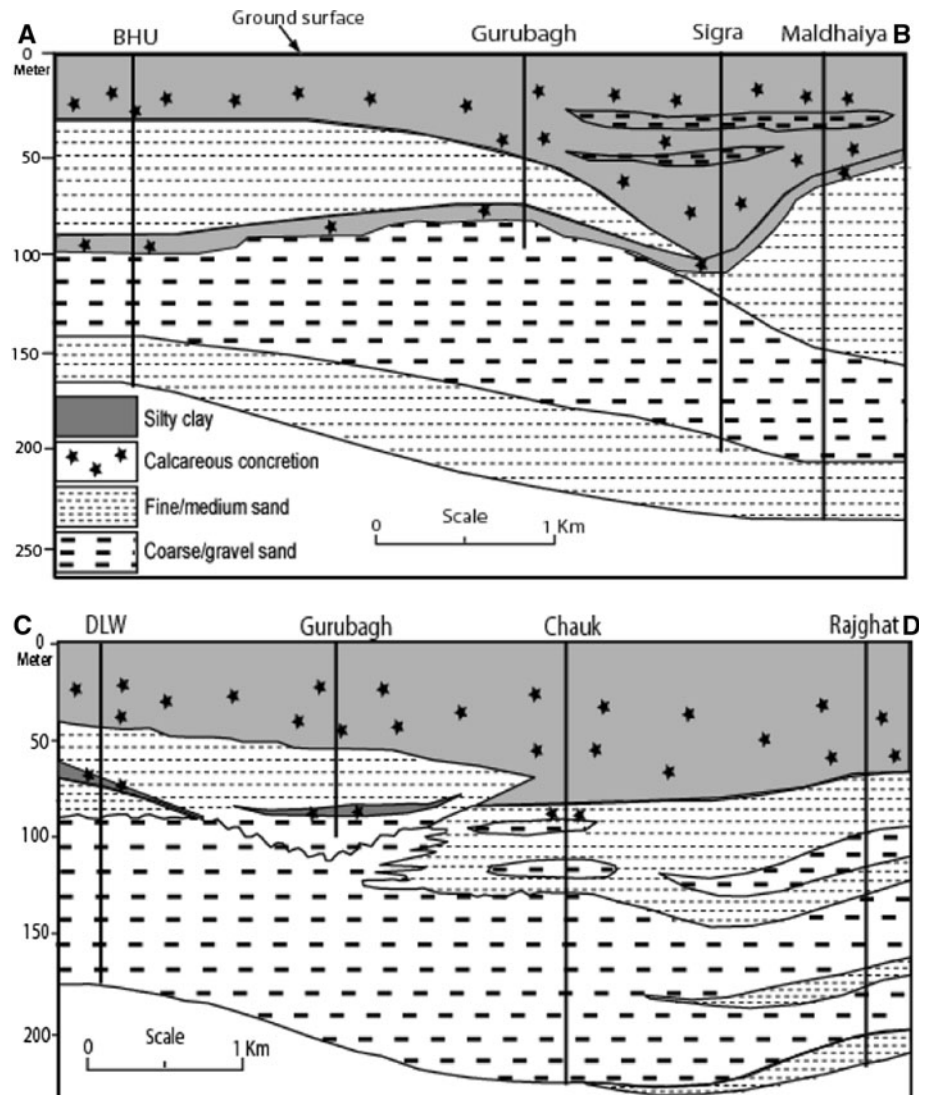 A
Ground surface
BHU
Gurubagh
Sigra
Maldhaiya B
0
Meter
50
100
150
200
250
Silty clay
Calcareous concretion
Fine/medium sand
Coarse/gravel sand
0 Scale 1 Km
C
DLW
Gurubagh
Chauk
Rajghat D
0
Meter
50
100
150
200
0 Scale 1 Km